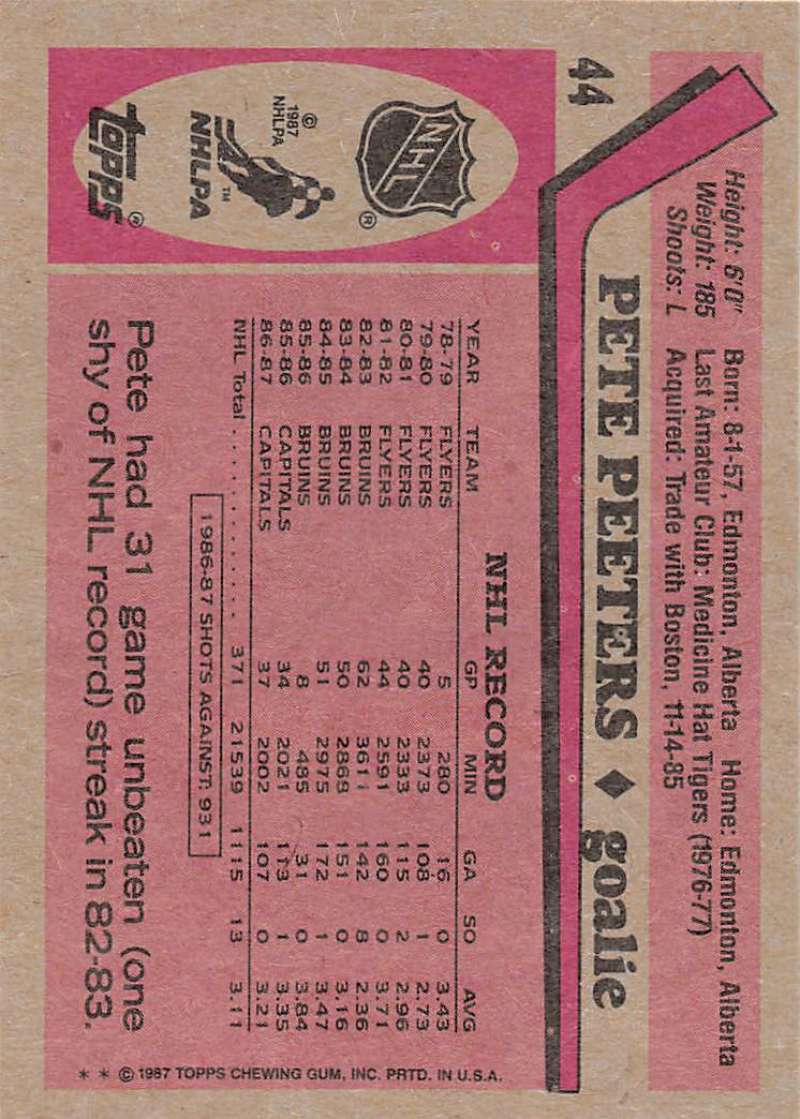 44
Height: 6'0" Born: 8-1-57, Edmonton, Alberta Home: Edmonton, Alberta
Weight: 185 Last Amateur Club: Medicine Hat Tigers (1976-77)
Shoots: L Acquired: Trade with Boston, 11-14-85
PETE PEETERS ♦ goalie
NHL ®
© 1987 NHLPA
NHLPA ™
TOPPS ®
NHL RECORD
YEAR TEAM GP MIN GA SO AVG
78-79 FLYERS 5 280 16 0 3.43
79-80 FLYERS 40 2373 108 1 2.73
80-81 FLYERS 40 2333 115 2 2.96
81-82 FLYERS 44 2591 160 0 3.71
82-83 BRUINS 62 3611 142 8 2.36
83-84 BRUINS 50 2868 151 0 3.16
84-85 BRUINS 51 2975 172 1 3.47
85-86 BRUINS 8 485 31 0 3.84
85-86 CAPITALS 34 2021 113 1 3.35
86-87 CAPITALS 37 2002 107 0 3.21
NHL Total . . . . . . . . . . . . . 371 21539 1115 13 3.11
1986-87 SHOTS AGAINST: 931
Pete had 31 game unbeaten (one
shy of NHL record) streak in 82-83.
* * © 1987 TOPPS CHEWING GUM, INC. PRTD. IN U.S.A.